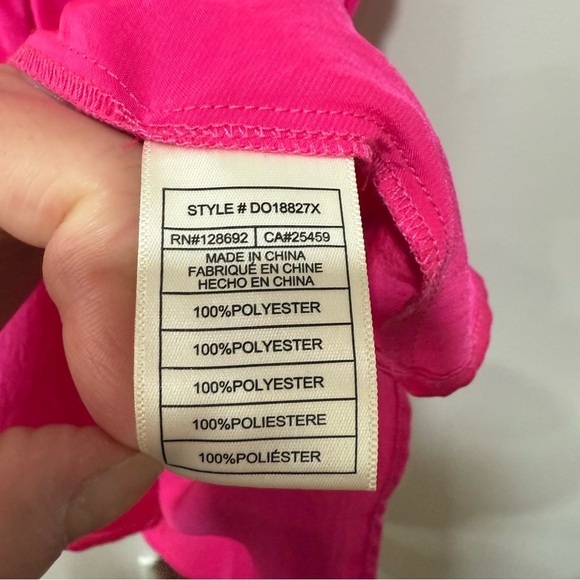 STYLE # DO18827X
RN#128692 CA#25459
MADE IN CHINA
FABRIQUÉ EN CHINE
HECHO EN CHINA
100%POLYESTER
100%POLYESTER
100%POLYESTER
100%POLIESTERE
100%POLIÉSTER